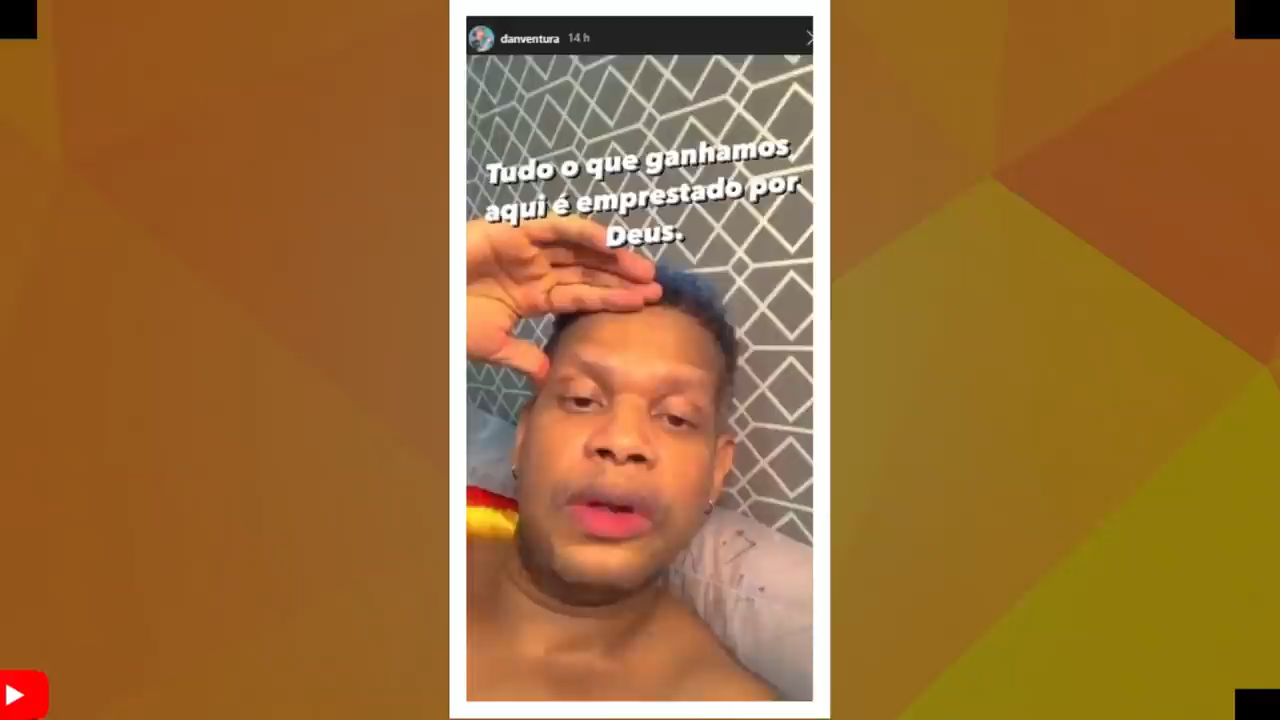 danventura 14 h
Tudo o que ganhamos
aqui é emprestado por
Deus.